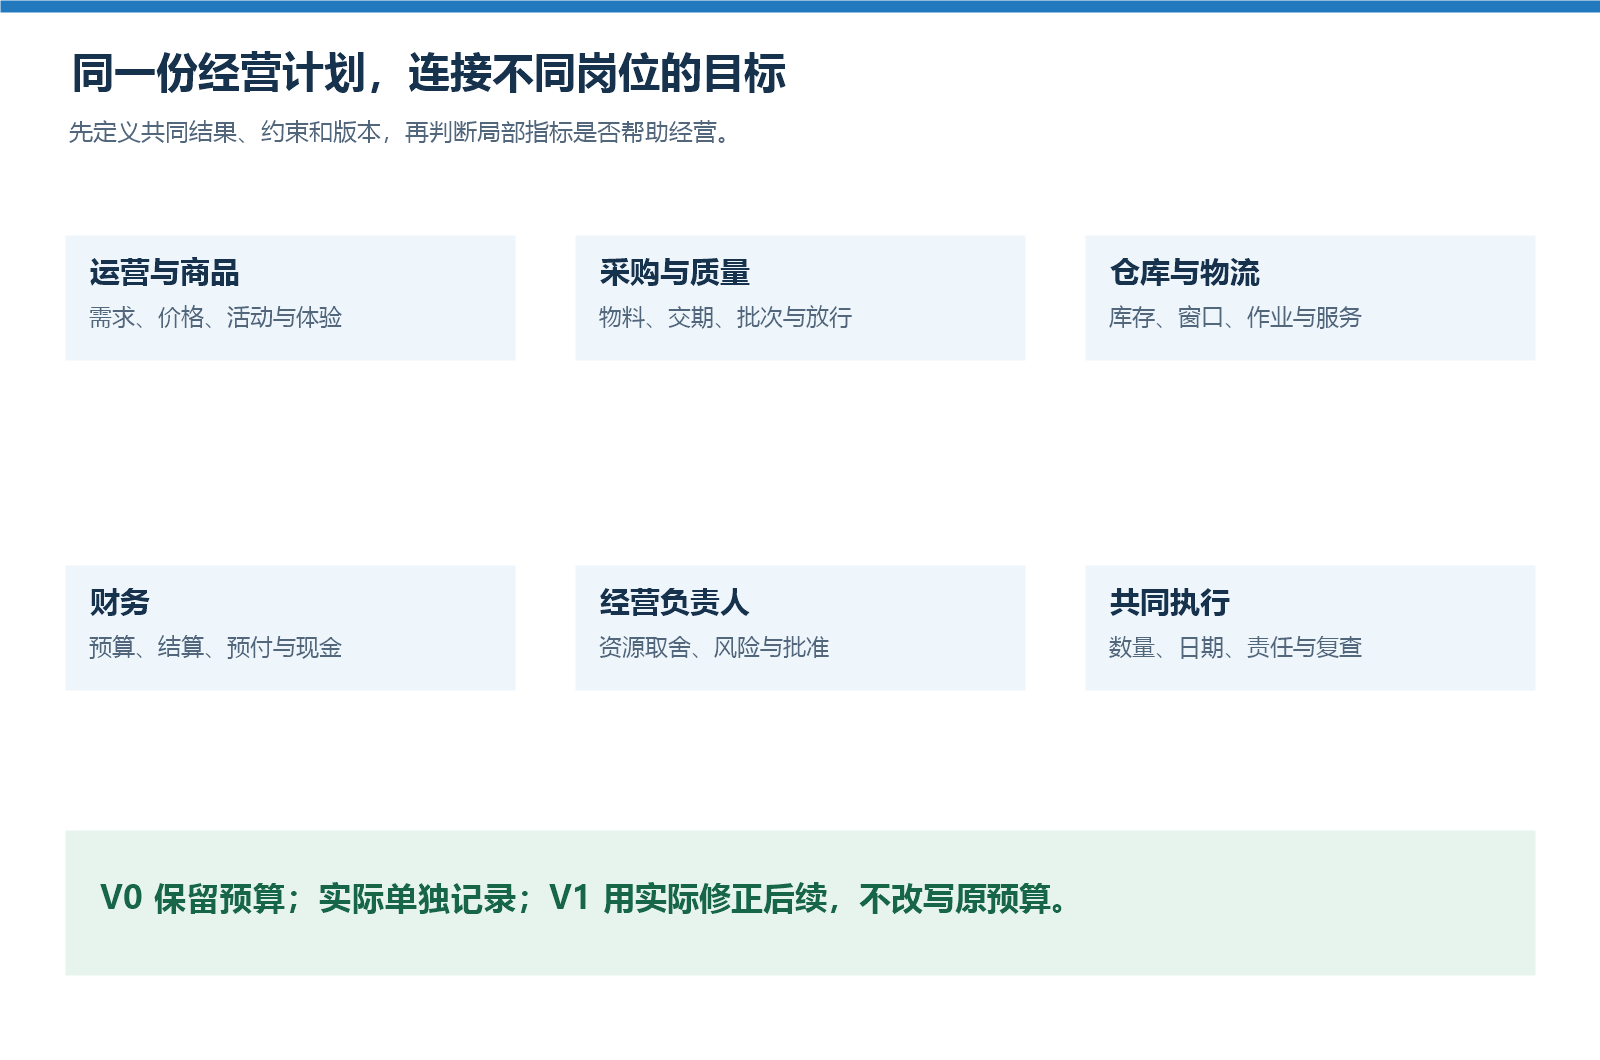 同一份经营计划，连接不同岗位的目标
先定义共同结果、约束和版本，再判断局部指标是否帮助经营。
运营与商品
需求、价格、活动与体验
采购与质量
物料、交期、批次与放行
仓库与物流
库存、窗口、作业与服务
财务
预算、结算、预付与现金
经营负责人
资源取舍、风险与批准
共同执行
数量、日期、责任与复查
V0 保留预算；实际单独记录；V1 用实际修正后续，不改写原预算。